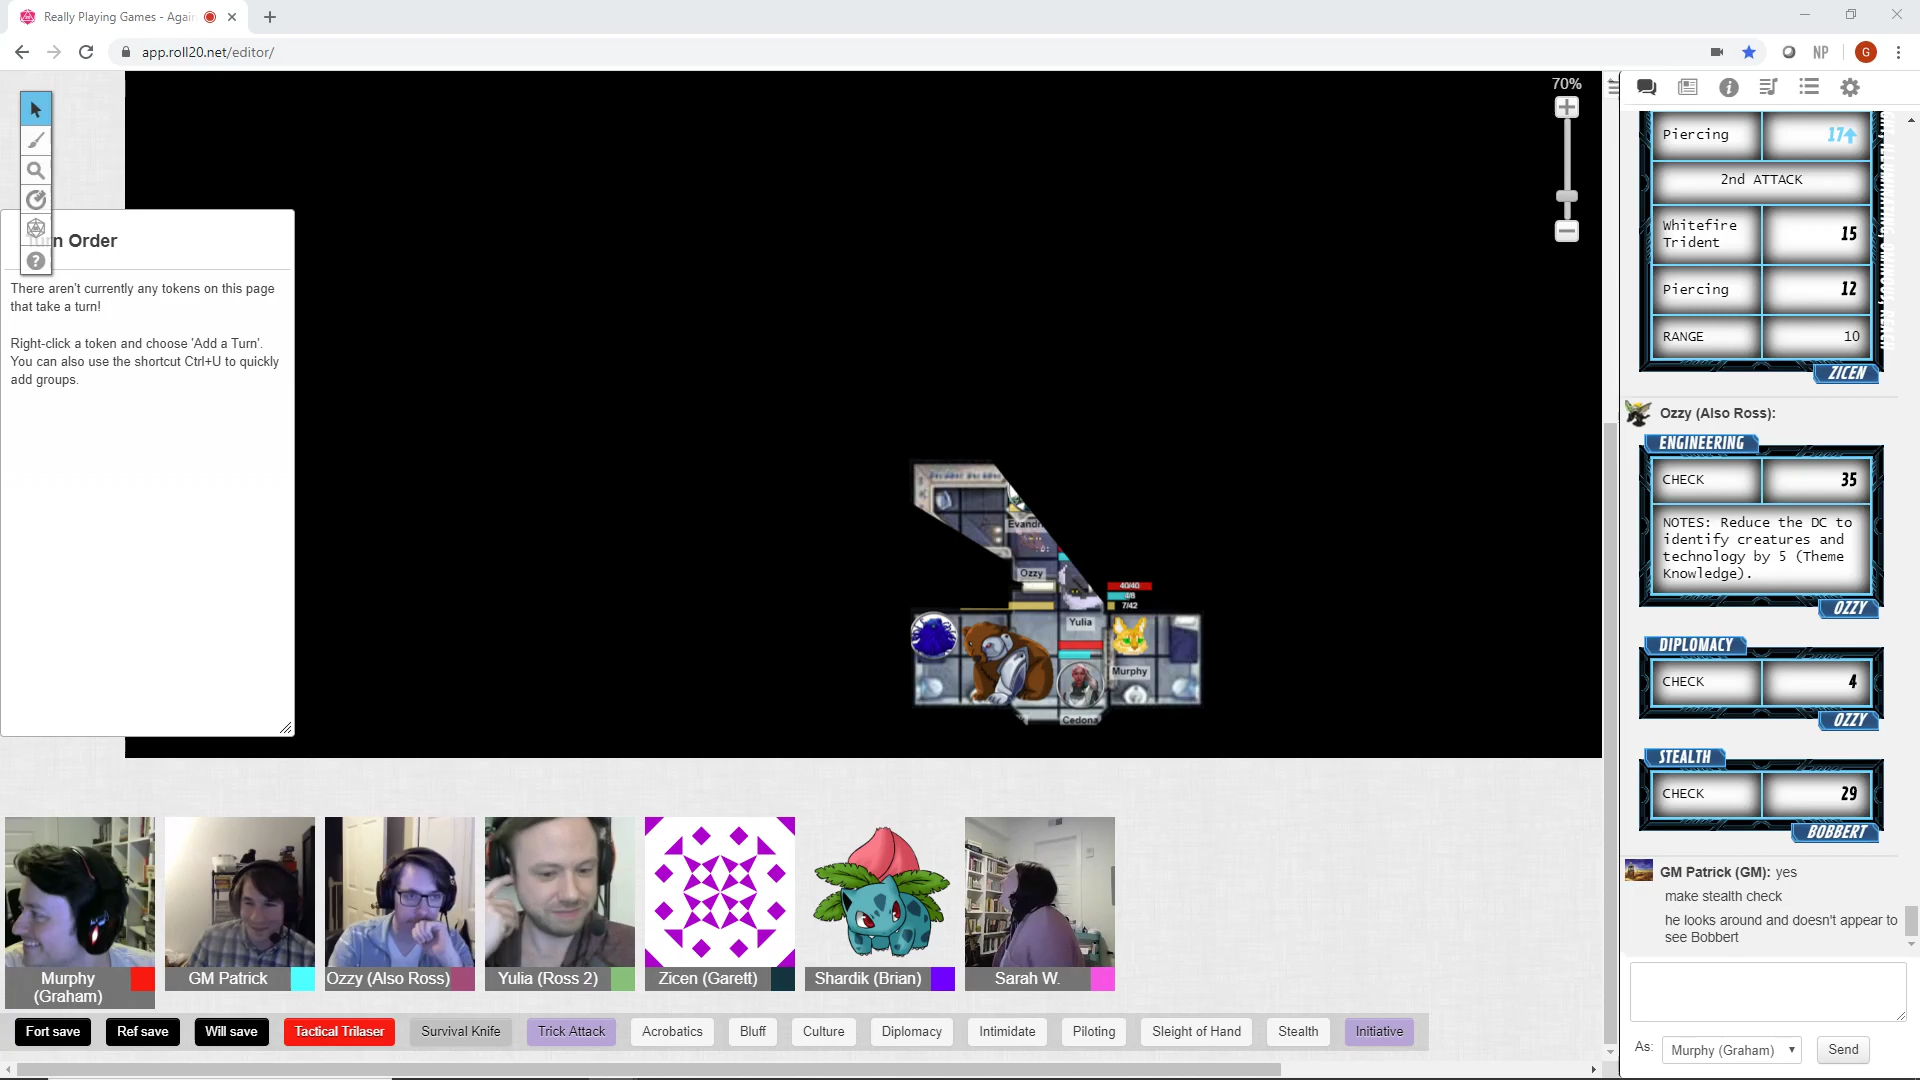 Really Playing Games - Again
app.roll20.net/editor/
NP
G
70%
n Order
There aren't currently any tokens on this page
that take a turn!
Right-click a token and choose 'Add a Turn'.
You can also use the shortcut Ctrl+U to quickly
add groups.
Evandr
Ozzy
40/40
4/8
7/42
Yulia
Murphy
Cedona
Piercing 17
2nd ATTACK
Whitefire
Trident 15
Piercing 12
RANGE 10
ZICEN
Ozzy (Also Ross):
ENGINEERING
CHECK 35
NOTES: Reduce the DC to
identify creatures and
technology by 5 (Theme
Knowledge).
OZZY
DIPLOMACY
CHECK 4
OZZY
STEALTH
CHECK 29
BOBBERT
GM Patrick (GM): yes
make stealth check
he looks around and doesn't appear to
see Bobbert
As: Murphy (Graham) Send
Murphy
(Graham)
GM Patrick
Ozzy (Also Ross)
Yulia (Ross 2)
Zicen (Garett)
Shardik (Brian)
Sarah W.
Fort save Ref save Will save Tactical Trilaser Survival Knife Trick Attack Acrobatics Bluff Culture Diplomacy Intimidate Piloting Sleight of Hand Stealth Initiative